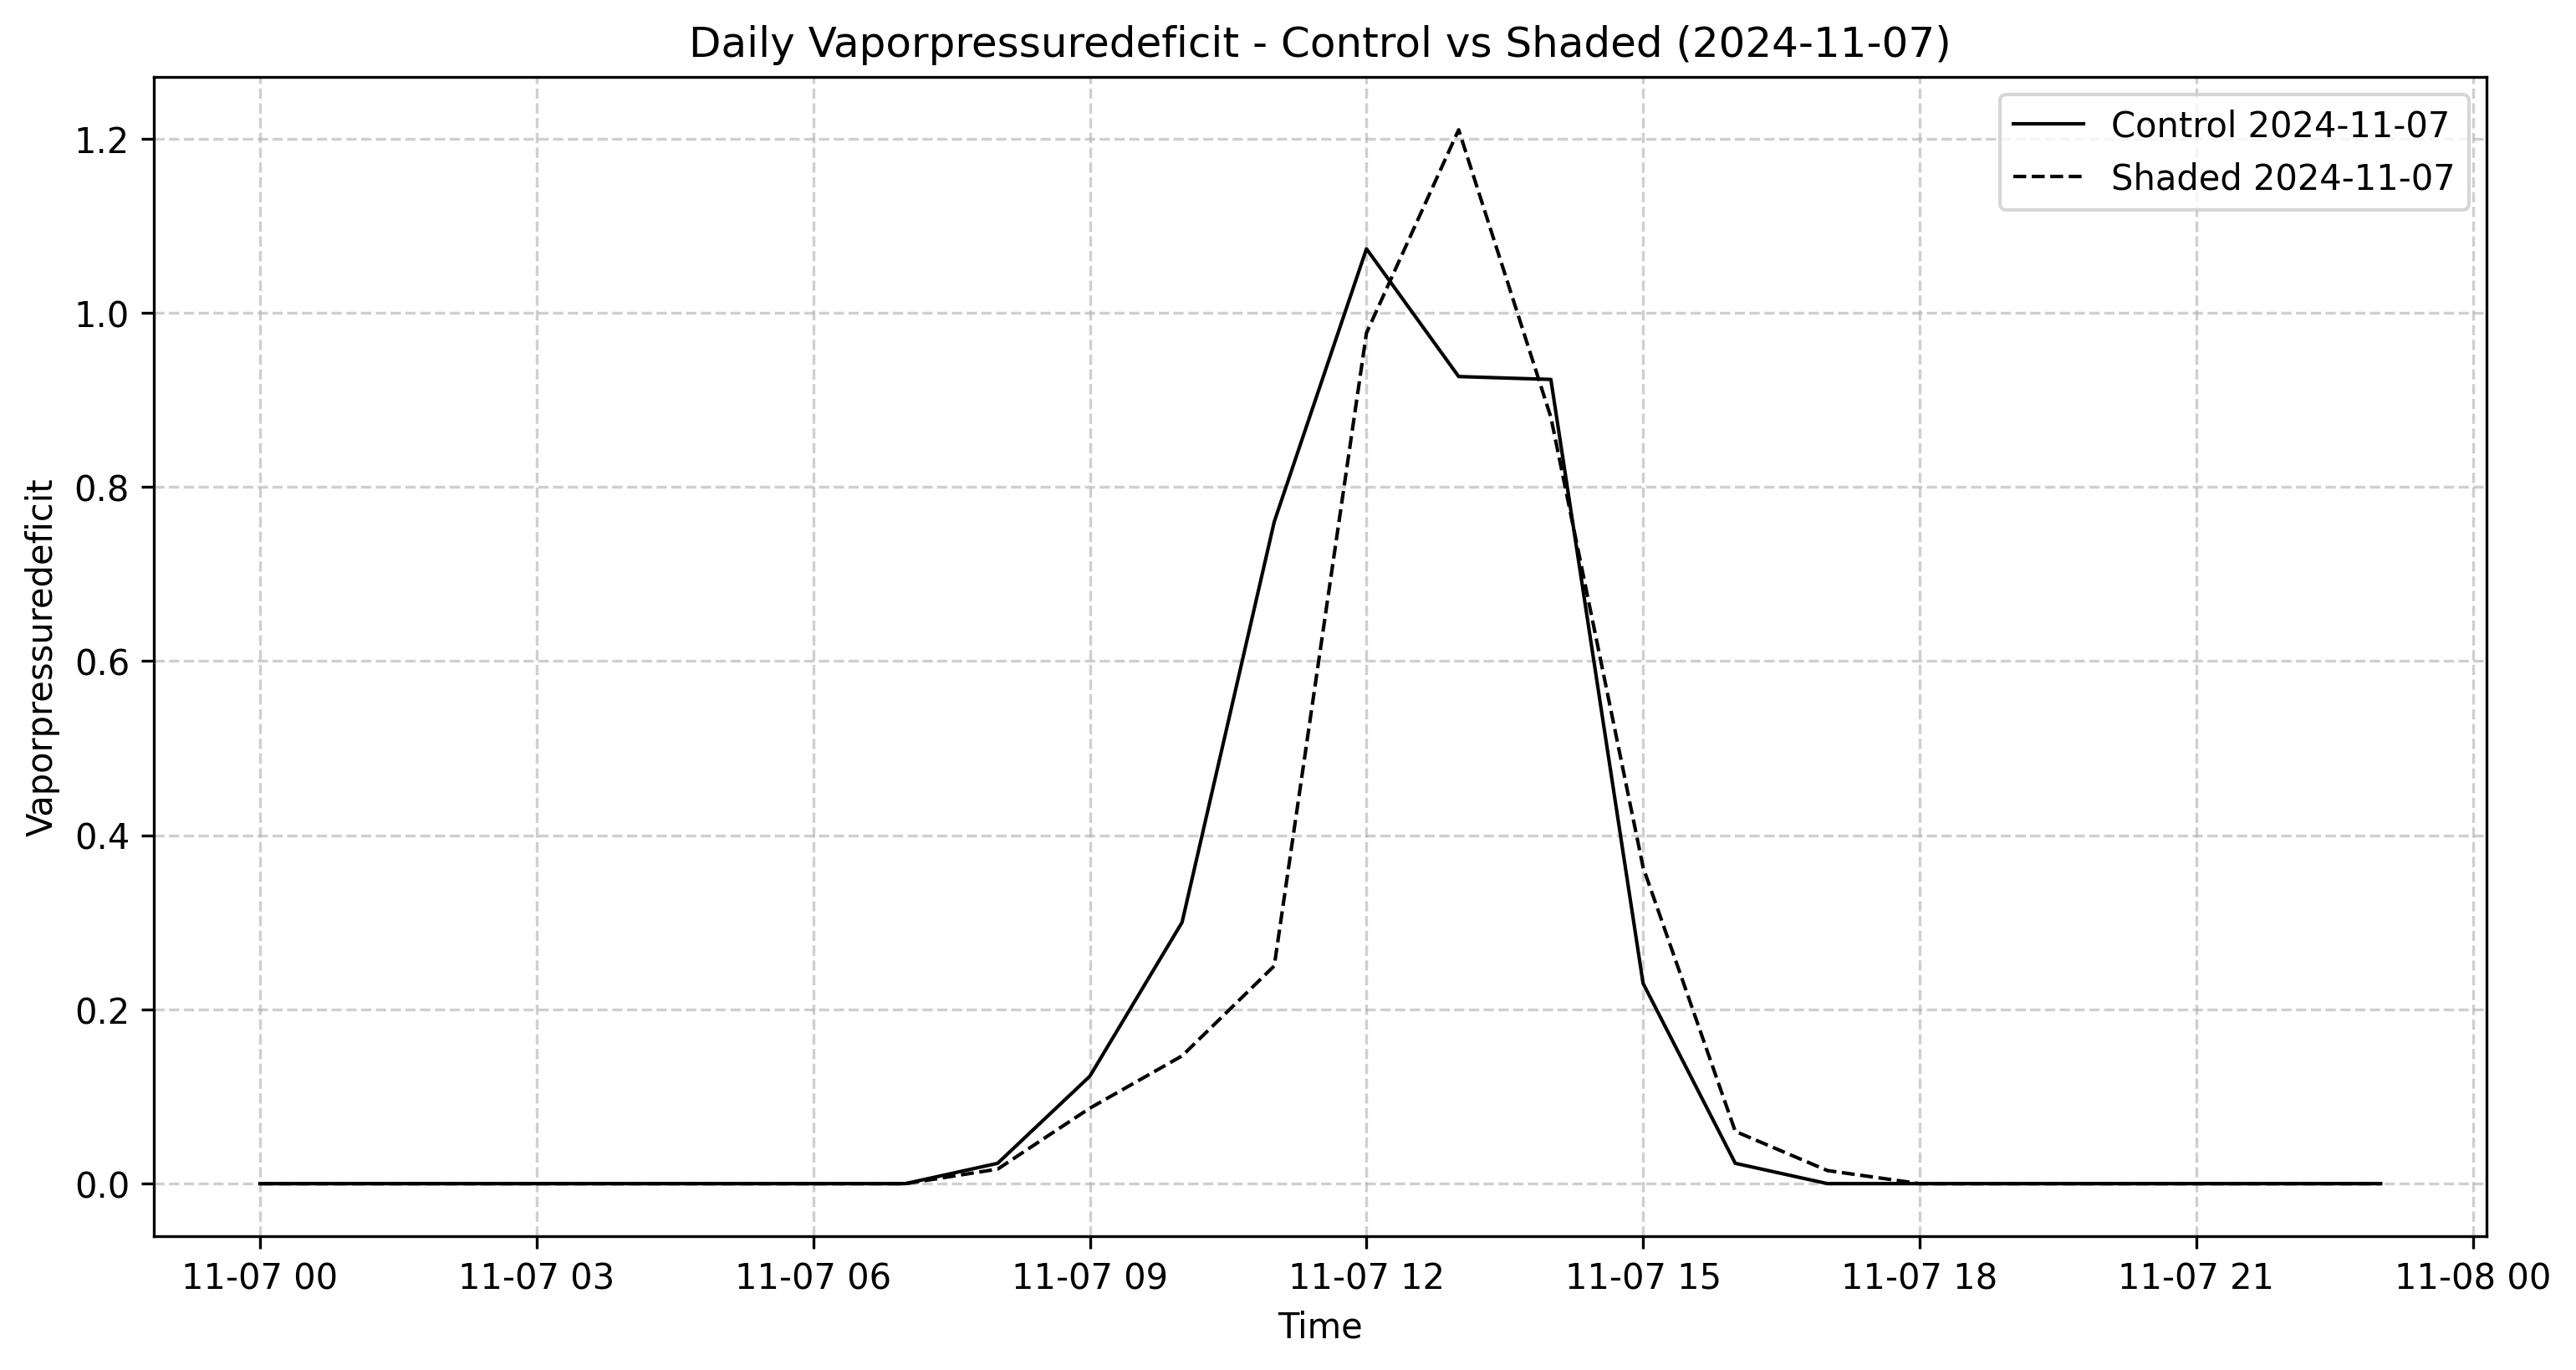 Daily Vaporpressuredeficit - Control vs Shaded (2024-11-07)
Control 2024-11-07
Shaded 2024-11-07
Vaporpressuredeficit
1.2
1.0
0.8
0.6
0.4
0.2
0.0
11-07 00 11-07 03 11-07 06 11-07 09 11-07 12 11-07 15 11-07 18 11-07 21 11-08 00
Time